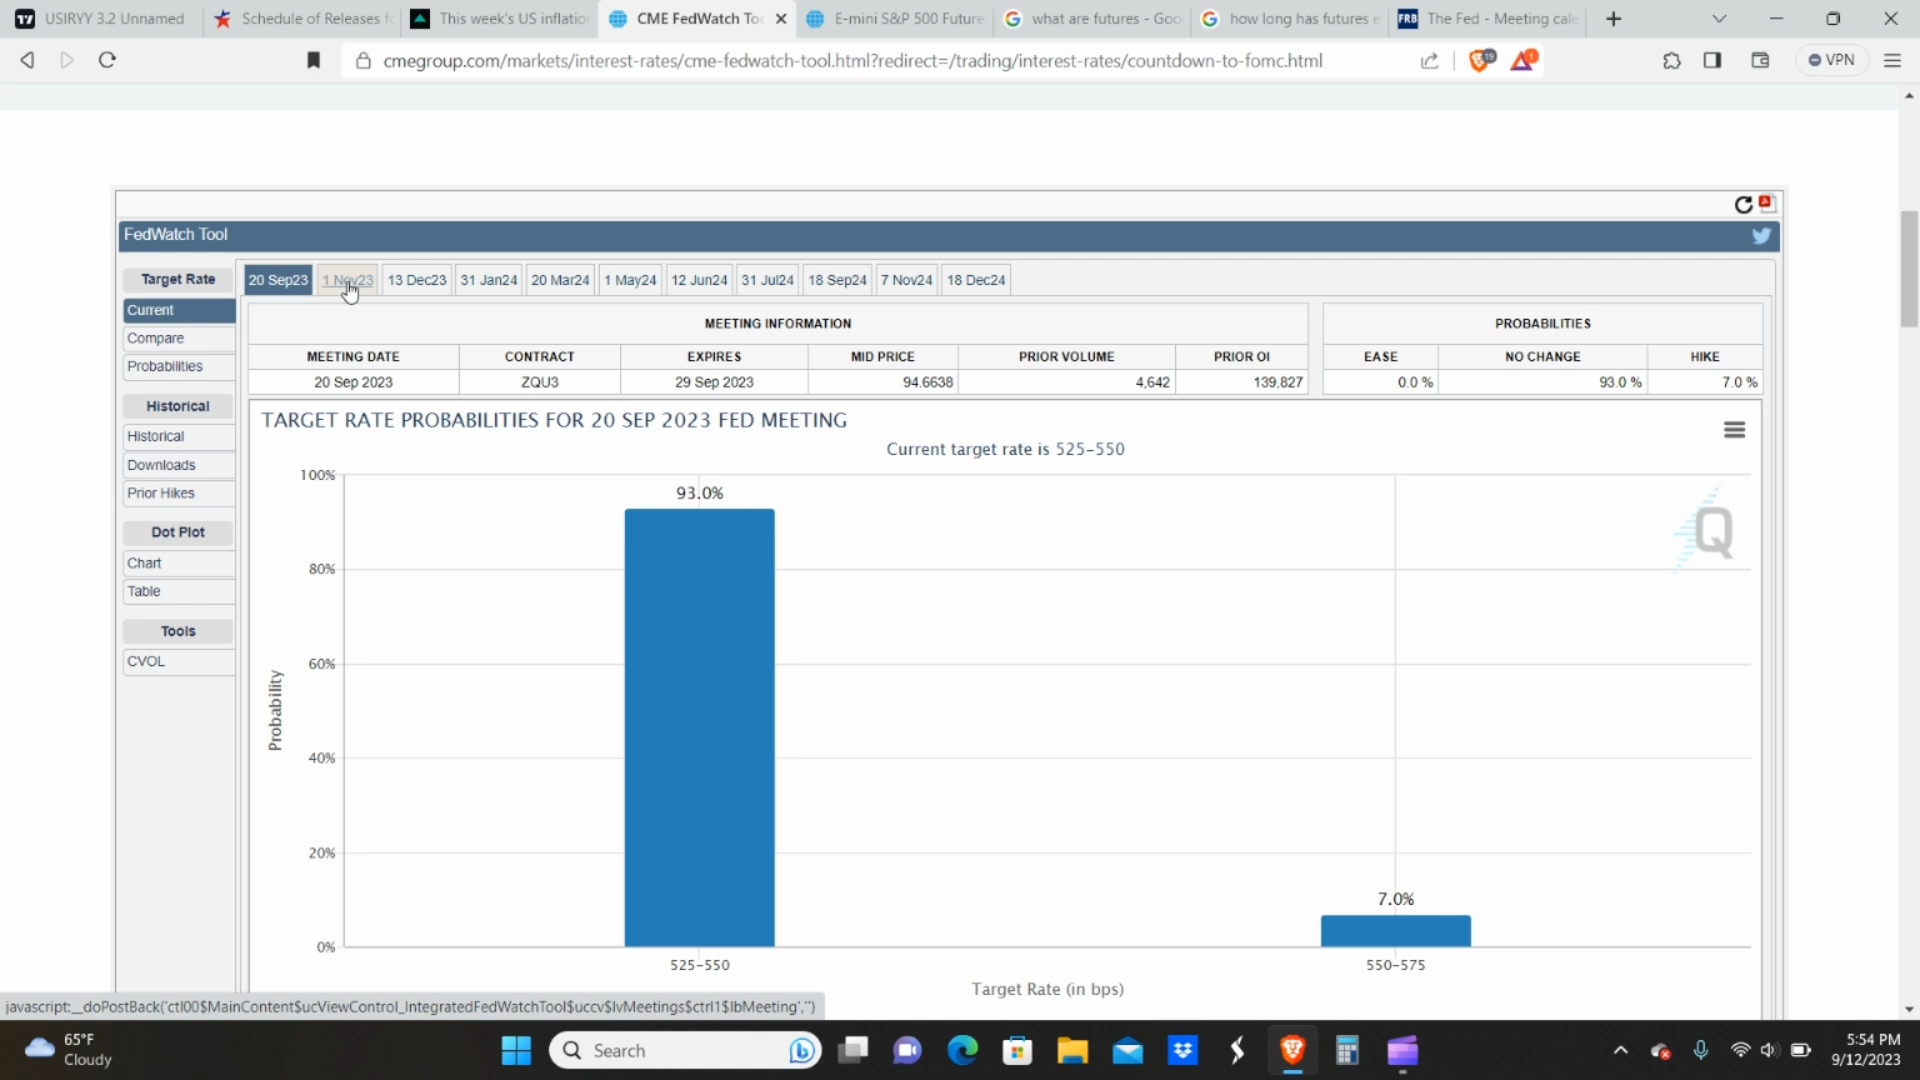 USIRYY 3.2 Unnamed
Schedule of Releases fo
This week's US inflation
CME FedWatch Too
E-mini S&P 500 Future
what are futures - Goo
how long has futures e
FRB
The Fed - Meeting cale
cmegroup.com/markets/interest-rates/cme-fedwatch-tool.html?redirect=/trading/interest-rates/countdown-to-fomc.html
19
1
VPN
FedWatch Tool
Target Rate
Current
Compare
Probabilities
Historical
Historical
Downloads
Prior Hikes
Dot Plot
Chart
Table
Tools
CVOL
20 Sep23 1 Nov23 13 Dec23 31 Jan24 20 Mar24 1 May24 12 Jun24 31 Jul24 18 Sep24 7 Nov24 18 Dec24
MEETING INFORMATION
MEETING DATE CONTRACT EXPIRES MID PRICE PRIOR VOLUME PRIOR OI
20 Sep 2023 ZQU3 29 Sep 2023 94.6638 4,642 139,827
PROBABILITIES
EASE NO CHANGE HIKE
0.0 % 93.0 % 7.0 %
TARGET RATE PROBABILITIES FOR 20 SEP 2023 FED MEETING
Current target rate is 525-550
Probability
100%
80%
60%
40%
20%
0%
93.0%
7.0%
Q
525-550
550-575
Target Rate (in bps)
javascript:__doPostBack('ctl00$MainContent$ucViewControl_IntegratedFedWatchTool$uccv$lvMeetings$ctrl1$lbMeeting','')
65°F
Cloudy
Search
5:54 PM
9/12/2023